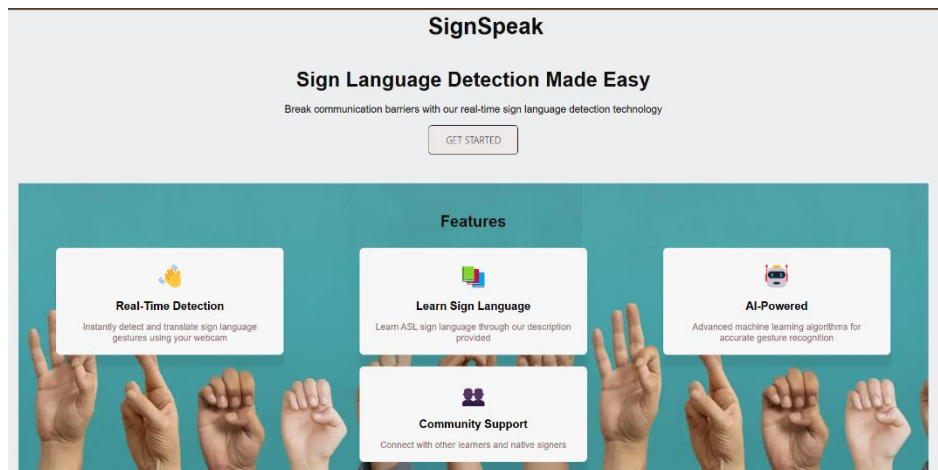 SignSpeak
Sign Language Detection Made Easy
Break communication barriers with our real-time sign language detection technology
GET STARTED
Features
Real-Time Detection
Instantly detect and translate sign language
gestures using your webcam
Learn Sign Language
Learn ASL sign language through our description
provided
AI-Powered
Advanced machine learning algorithms for
accurate gesture recognition
Community Support
Connect with other learners and native signers